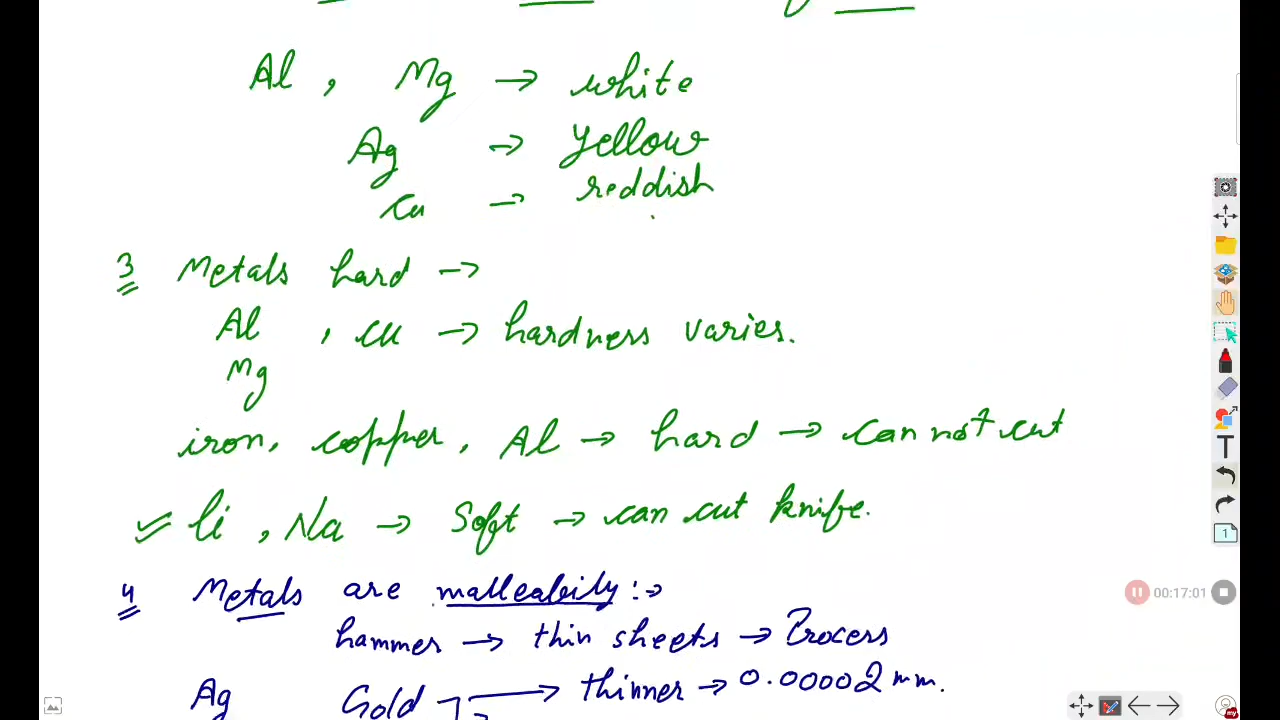 Al, Mg → white
Ag → Yellow
Cu → reddish
3 Metals hard →
Al, Cu → hardness varies.
Mg
iron, copper, Al → hard → can not cut
✓ Li, Na → Soft → can cut knife.
4 Metals are malleabily :→
hammer → thin sheets → Process
Ag Gold → thinner → 0.00002 mm.
T
1
00:17:01